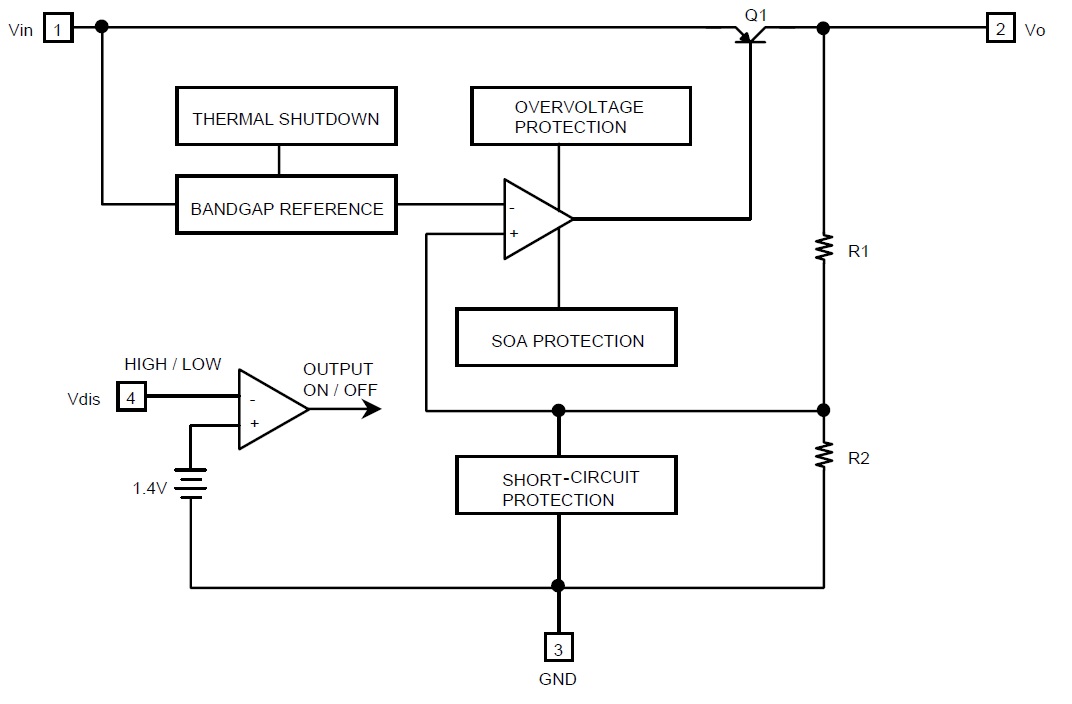 Q1
Vin
1
2
Vo
THERMAL SHUTDOWN
OVERVOLTAGE
PROTECTION
BANDGAP REFERENCE
-
+
R1
SOA PROTECTION
HIGH / LOW
OUTPUT
ON / OFF
Vdis
4
-
+
1.4V
R2
SHORT-CIRCUIT
PROTECTION
3
GND